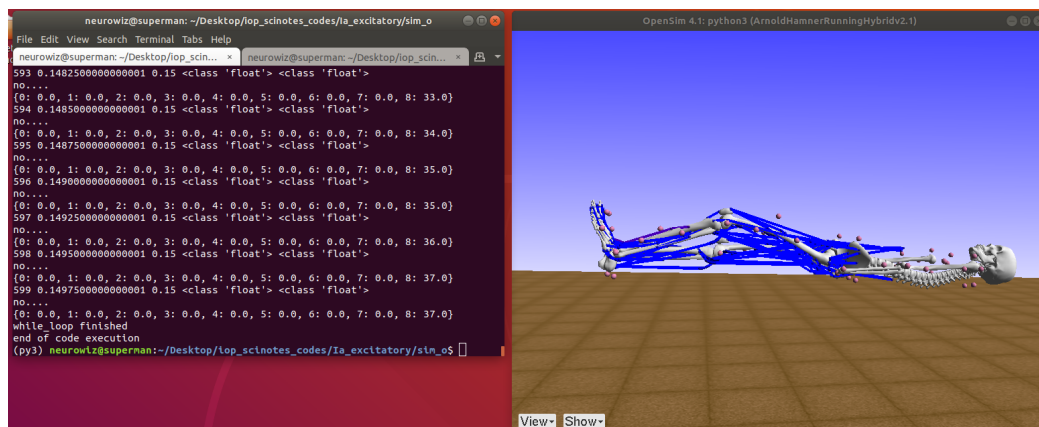 neurowiz@superman: ~/Desktop/iop_scinotes_codes/Ia_excitatory/sim_o
File Edit View Search Terminal Tabs Help
neurowiz@superman: ~/Desktop/iop_scin... ×
neurowiz@superman: ~/Desktop/iop_scin... ×
593 0.1482500000000001 0.15 <class 'float'> <class 'float'>
no....
{0: 0.0, 1: 0.0, 2: 0.0, 3: 0.0, 4: 0.0, 5: 0.0, 6: 0.0, 7: 0.0, 8: 33.0}
594 0.1485000000000001 0.15 <class 'float'> <class 'float'>
no....
{0: 0.0, 1: 0.0, 2: 0.0, 3: 0.0, 4: 0.0, 5: 0.0, 6: 0.0, 7: 0.0, 8: 34.0}
595 0.1487500000000001 0.15 <class 'float'> <class 'float'>
no....
{0: 0.0, 1: 0.0, 2: 0.0, 3: 0.0, 4: 0.0, 5: 0.0, 6: 0.0, 7: 0.0, 8: 35.0}
596 0.1490000000000001 0.15 <class 'float'> <class 'float'>
no....
{0: 0.0, 1: 0.0, 2: 0.0, 3: 0.0, 4: 0.0, 5: 0.0, 6: 0.0, 7: 0.0, 8: 35.0}
597 0.1492500000000001 0.15 <class 'float'> <class 'float'>
no....
{0: 0.0, 1: 0.0, 2: 0.0, 3: 0.0, 4: 0.0, 5: 0.0, 6: 0.0, 7: 0.0, 8: 36.0}
598 0.1495000000000001 0.15 <class 'float'> <class 'float'>
no....
{0: 0.0, 1: 0.0, 2: 0.0, 3: 0.0, 4: 0.0, 5: 0.0, 6: 0.0, 7: 0.0, 8: 37.0}
599 0.1497500000000001 0.15 <class 'float'> <class 'float'>
no....
{0: 0.0, 1: 0.0, 2: 0.0, 3: 0.0, 4: 0.0, 5: 0.0, 6: 0.0, 7: 0.0, 8: 37.0}
while_loop finished
end of code execution
(py3) neurowiz@superman:~/Desktop/iop_scinotes_codes/Ia_excitatory/sim_o$
OpenSim 4.1: python3 (ArnoldHamnerRunningHybridv2.1)
View Show